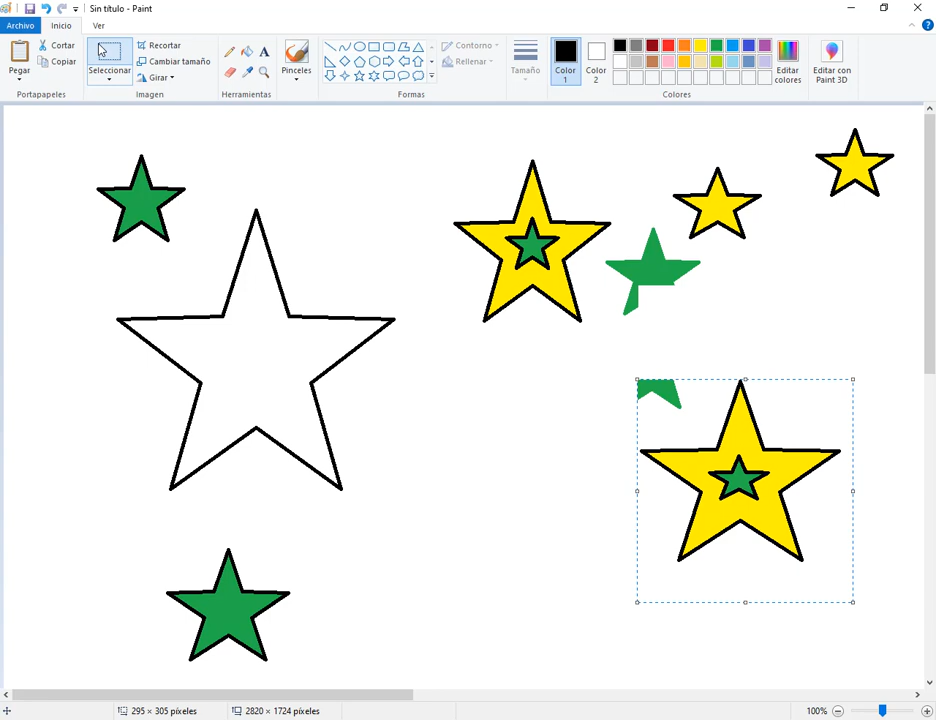 Sin título - Paint
Archivo Inicio Ver
Pegar
Cortar
Copiar
Portapapeles
Seleccionar
Recortar
Cambiar tamaño
Girar
Imagen
A
Herramientas
Pinceles
Contorno
Rellenar
Formas
Tamaño
Color 1
Color 2
Editar colores
Colores
Editar con Paint 3D
295 × 305 píxeles
2820 × 1724 píxeles
100%